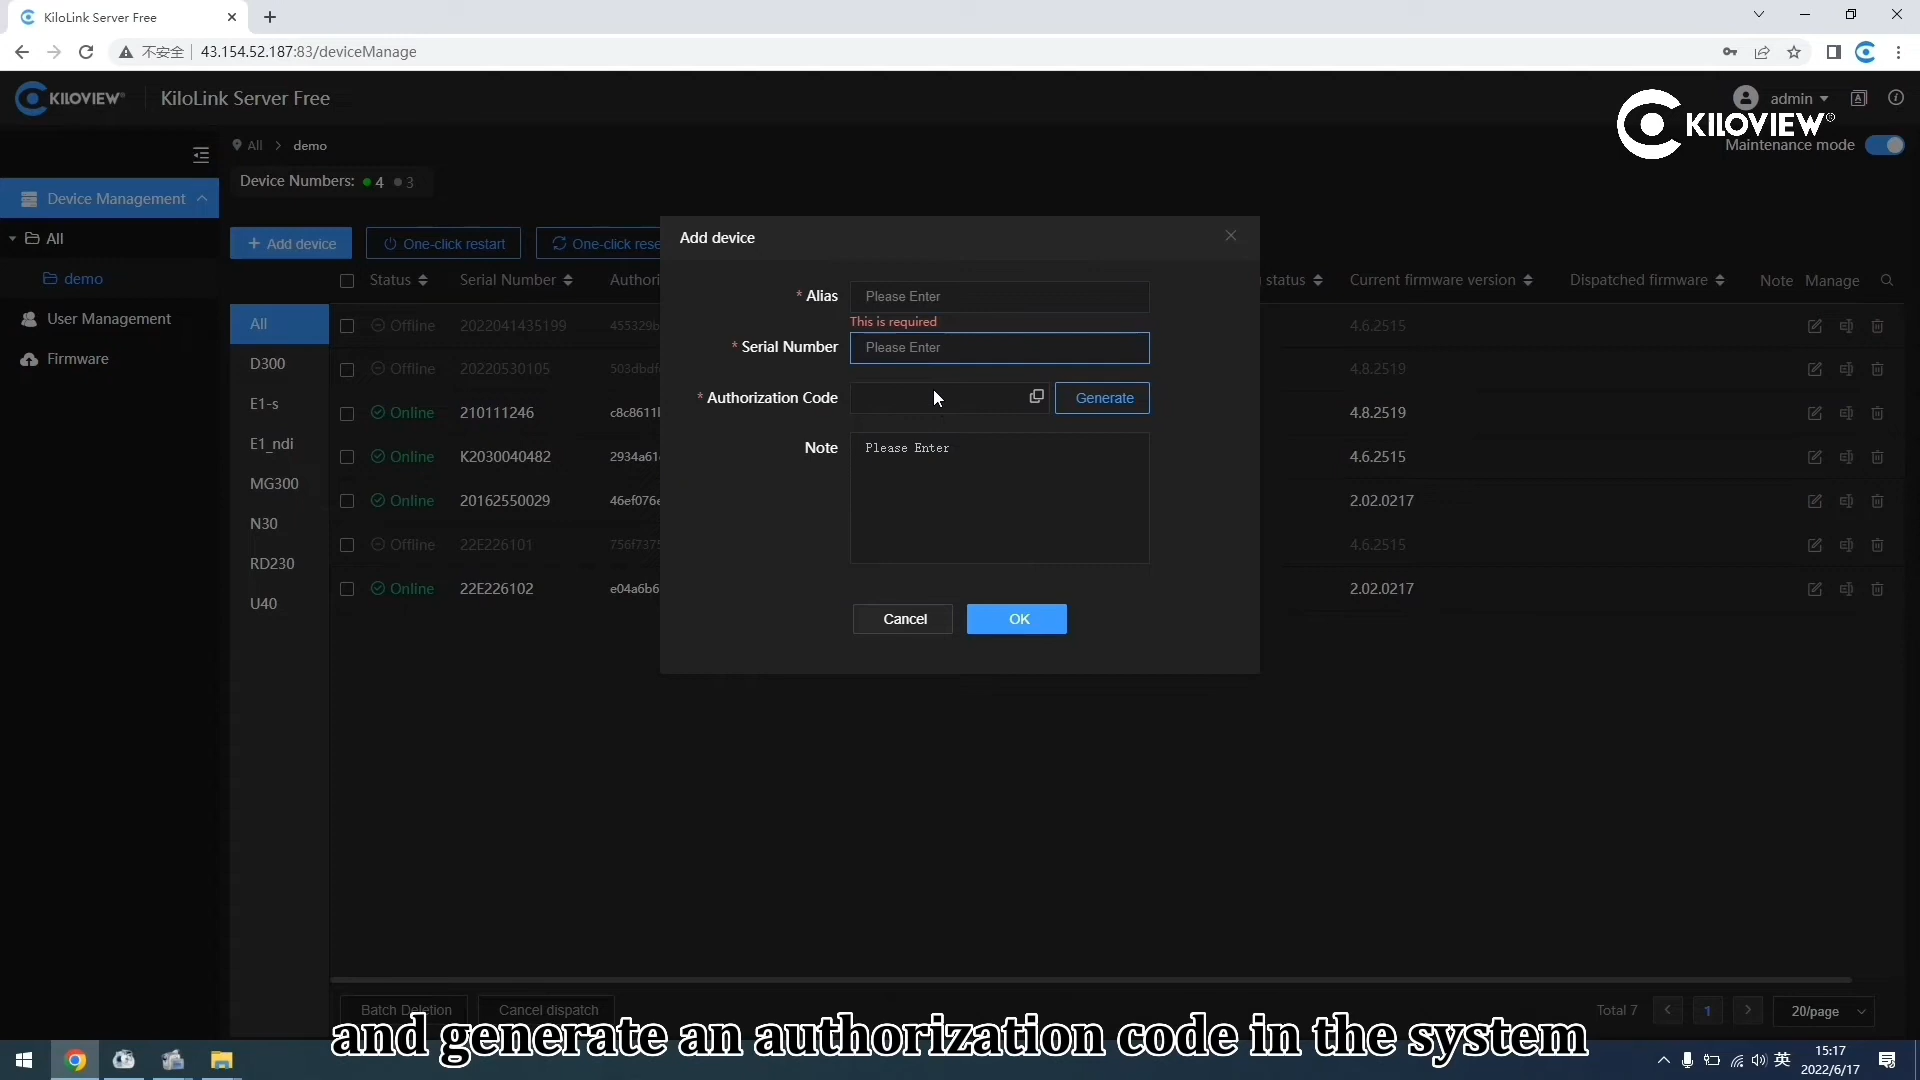 KiloLink Server Free
不安全
43.154.52.187:83/deviceManage
KILOVIEW
KiloLink Server Free
admin
KILOVIEW®
Maintenance mode
All > demo
Device Numbers: 4 3
Device Management
All
demo
User Management
Firmware
+ Add device
One-click restart
One-click rese
Status
Serial Number
Authori
status
Current firmware version
Dispatched firmware
Note
Manage
All
D300
E1-s
E1_ndi
MG300
N30
RD230
U40
Offline 2022041435199 455329b 4.6.2515
Offline 20220530105 503dbdf 4.8.2519
Online 210111246 c8c8611 4.8.2519
Online K2030040482 2934a61 4.6.2515
Online 20162550029 46ef076 2.02.0217
Offline 22E226101 756f737 4.6.2515
Online 22E226102 e04a6b6 2.02.0217
Add device
* Alias
Please Enter
This is required
* Serial Number
Please Enter
* Authorization Code
Generate
Note
Please Enter
Cancel
OK
Batch Deletion
Cancel dispatch
Total 7
1
20/page
and generate an authorization code in the system
英
15:17
2022/6/17